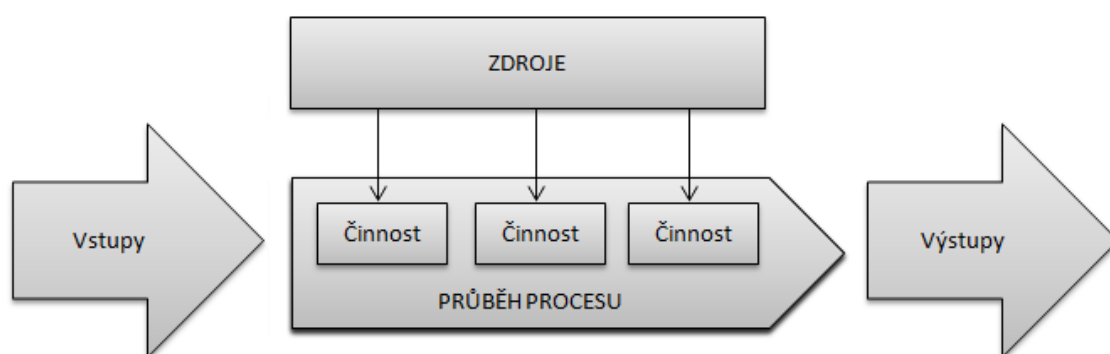 ZDROJE
Vstupy
Činnost
Činnost
Činnost
Výstupy
PRŮBĚH PROCESU